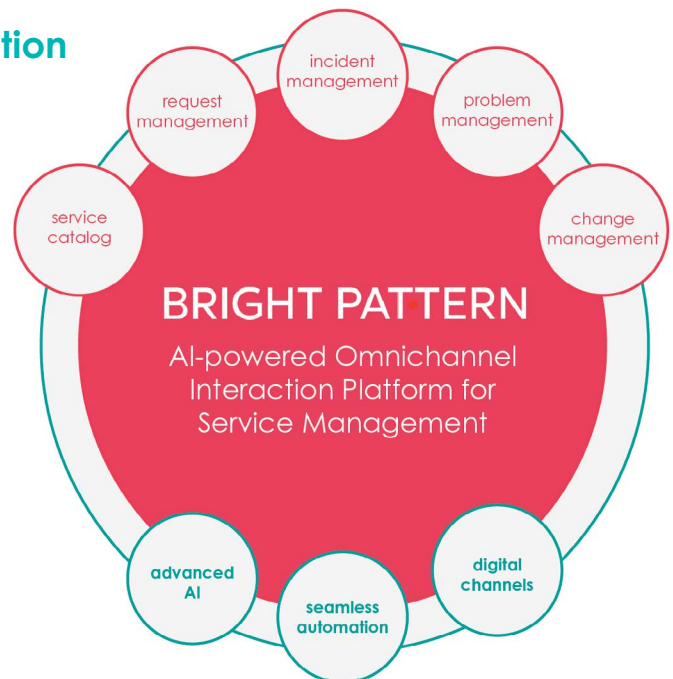 tion
incident
management
request
management
problem
management
service
catalog
change
management
BRIGHT PATTERN
AI-powered Omnichannel
Interaction Platform for
Service Management
advanced
AI
seamless
automation
digital
channels